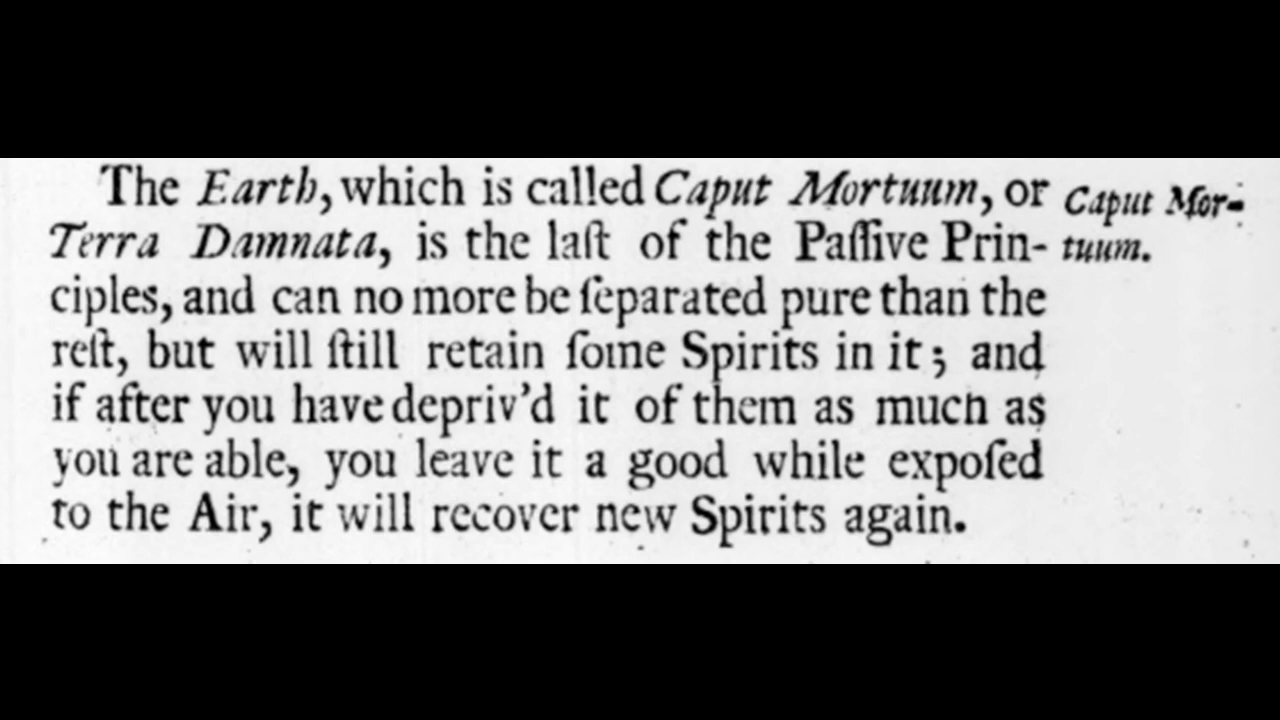 The Earth, which is called Caput Mortuum, or
Terra Damnata, is the laſt of the Paſſive Prin-
ciples, and can no more be ſeparated pure than the
reſt, but will ſtill retain ſome Spirits in it; and
if after you have depriv'd it of them as much as
you are able, you leave it a good while expoſed
to the Air, it will recover new Spirits again.
Caput Mor-
tuum.